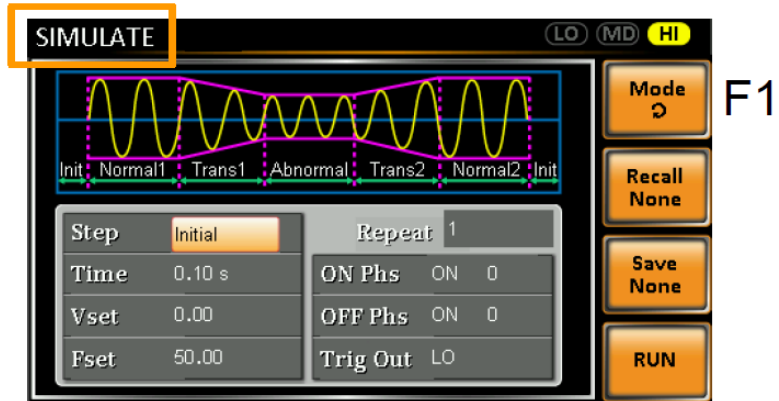 SIMULATE
LO MD HI
Init Normal1 Trans1 Abnormal Trans2 Normal2 Init
Step Initial Repeat 1
Time 0.10 s ON Phs ON 0
Vset 0.00 OFF Phs ON 0
Fset 50.00 Trig Out LO
Mode
F1
Recall
None
Save
None
RUN